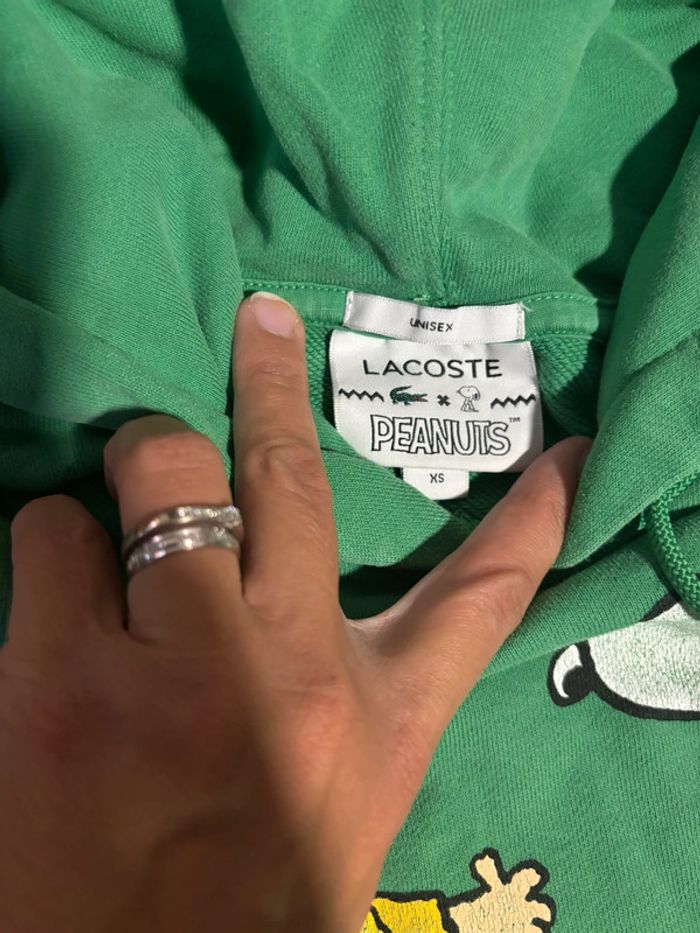 UNISEX
LACOSTE
×
PEANUTS™
XS